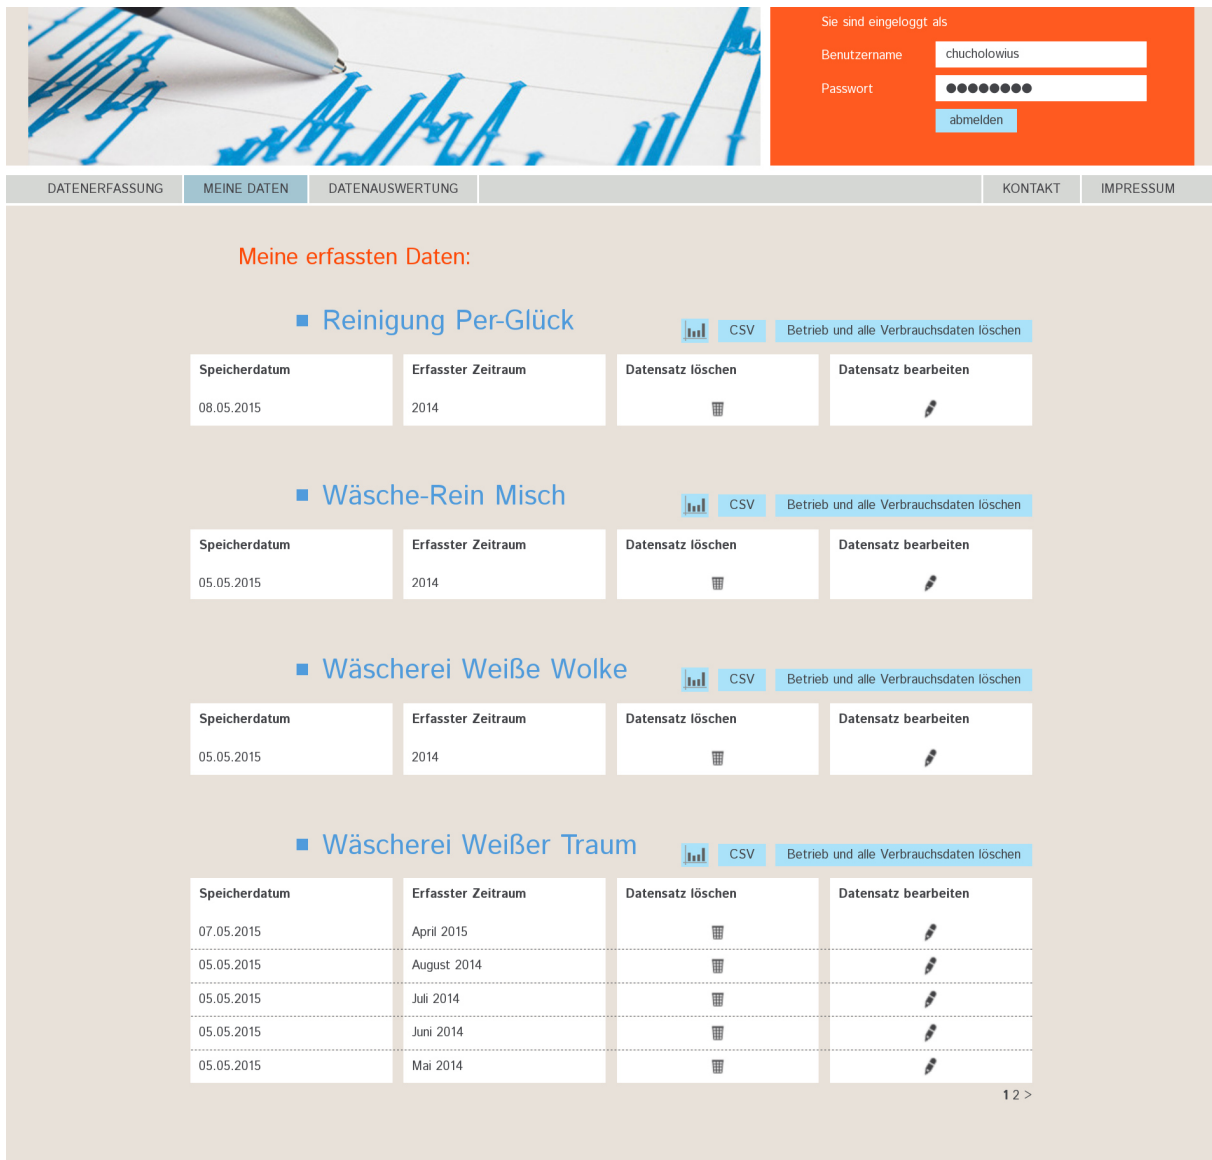 Sie sind eingeloggt als
Benutzername chucholowius
Passwort ●●●●●●●●
abmelden
DATENERFASSUNG MEINE DATEN DATENAUSWERTUNG KONTAKT IMPRESSUM
Meine erfassten Daten:
Reinigung Per-Glück CSV Betrieb und alle Verbrauchsdaten löschen
Speicherdatum Erfasster Zeitraum Datensatz löschen Datensatz bearbeiten
08.05.2015 2014
Wäsche-Rein Misch CSV Betrieb und alle Verbrauchsdaten löschen
Speicherdatum Erfasster Zeitraum Datensatz löschen Datensatz bearbeiten
05.05.2015 2014
Wäscherei Weiße Wolke CSV Betrieb und alle Verbrauchsdaten löschen
Speicherdatum Erfasster Zeitraum Datensatz löschen Datensatz bearbeiten
05.05.2015 2014
Wäscherei Weißer Traum CSV Betrieb und alle Verbrauchsdaten löschen
Speicherdatum Erfasster Zeitraum Datensatz löschen Datensatz bearbeiten
07.05.2015 April 2015
05.05.2015 August 2014
05.05.2015 Juli 2014
05.05.2015 Juni 2014
05.05.2015 Mai 2014
1 2 >